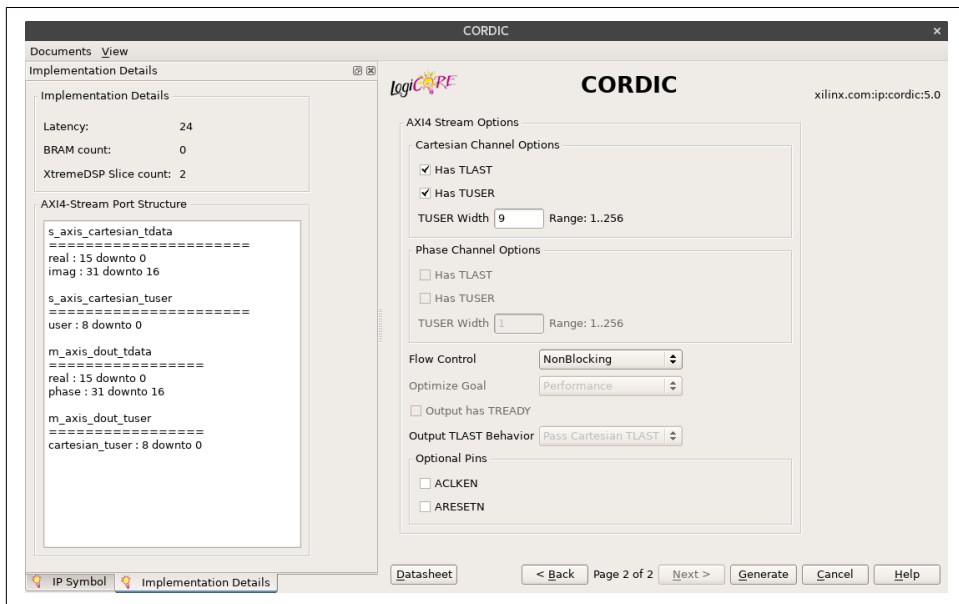 CORDIC
Documents View
Implementation Details
Implementation Details
Latency: 24
BRAM count: 0
XtremeDSP Slice count: 2
AXI4-Stream Port Structure
s_axis_cartesian_tdata
======================
real : 15 downto 0
imag : 31 downto 16
s_axis_cartesian_tuser
======================
user : 8 downto 0
m_axis_dout_tdata
=================
real : 15 downto 0
phase : 31 downto 16
m_axis_dout_tuser
=================
cartesian_tuser : 8 downto 0
IP Symbol Implementation Details
LogiCORE
CORDIC
xilinx.com:ip:cordic:5.0
AXI4 Stream Options
Cartesian Channel Options
Has TLAST
Has TUSER
TUSER Width 9 Range: 1..256
Phase Channel Options
Has TLAST
Has TUSER
TUSER Width 1 Range: 1..256
Flow Control NonBlocking
Optimize Goal Performance
Output has TREADY
Output TLAST Behavior Pass Cartesian TLAST
Optional Pins
ACLKEN
ARESETN
Datasheet < Back Page 2 of 2 Next > Generate Cancel Help